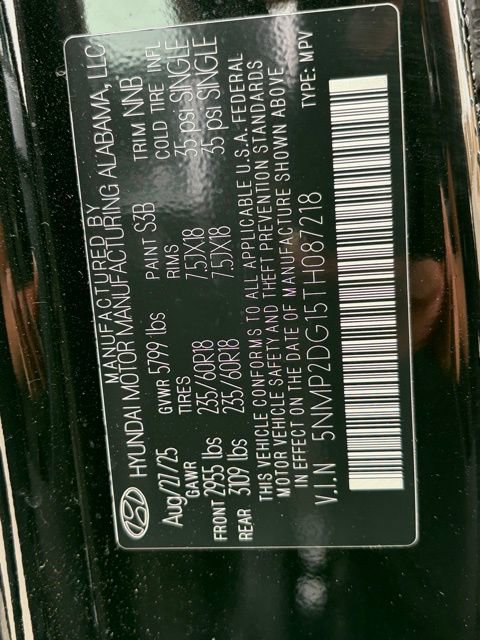 MANUFACTURED BY
HYUNDAI MOTOR MANUFACTURING ALABAMA, LLC
Aug/27/25 GVWR 5799 lbs PAINT S3B TRIM NNB
GAWR TIRES RIMS COLD TIRE INFL
FRONT 2955 lbs 235/60R18 7.5JX18 35 psi SINGLE
REAR 3109 lbs 235/60R18 7.5JX18 35 psi SINGLE
THIS VEHICLE CONFORMS TO ALL APPLICABLE U.S.A. FEDERAL
MOTOR VEHICLE SAFETY AND THEFT PREVENTION STANDARDS
IN EFFECT ON THE DATE OF MANUFACTURE SHOWN ABOVE
V.I.N 5NMP2DG15TH087218 TYPE: MPV